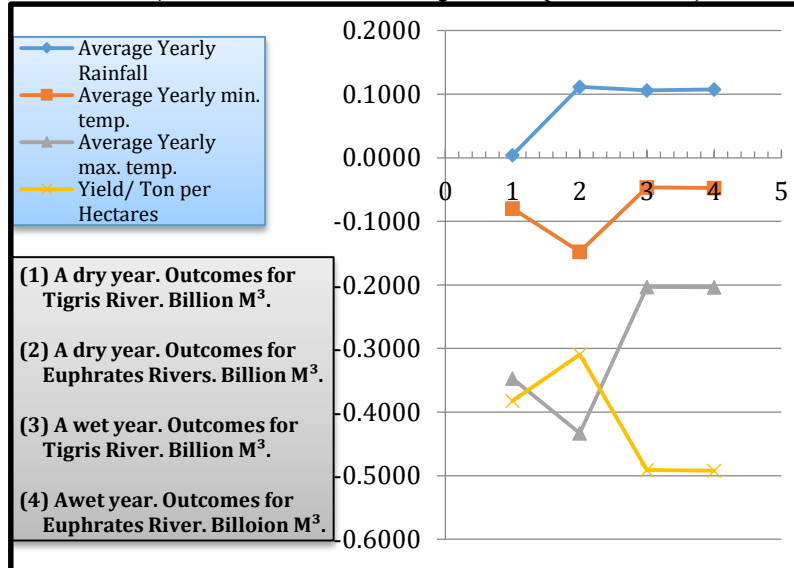 Average Yearly
Rainfall
Average Yearly min.
temp.
Average Yearly
max. temp.
Yield/ Ton per
Hectares
(1) A dry year. Outcomes for
Tigris River. Billion M³.
(2) A dry year. Outcomes for
Euphrates Rivers. Billion M³.
(3) A wet year. Outcomes for
Tigris River. Billion M³.
(4) Awet year. Outcomes for
Euphrates River. Billoion M³.
0.2000
0.1000
0.0000
-0.1000
-0.2000
-0.3000
-0.4000
-0.5000
-0.6000
0 1 2 3 4 5